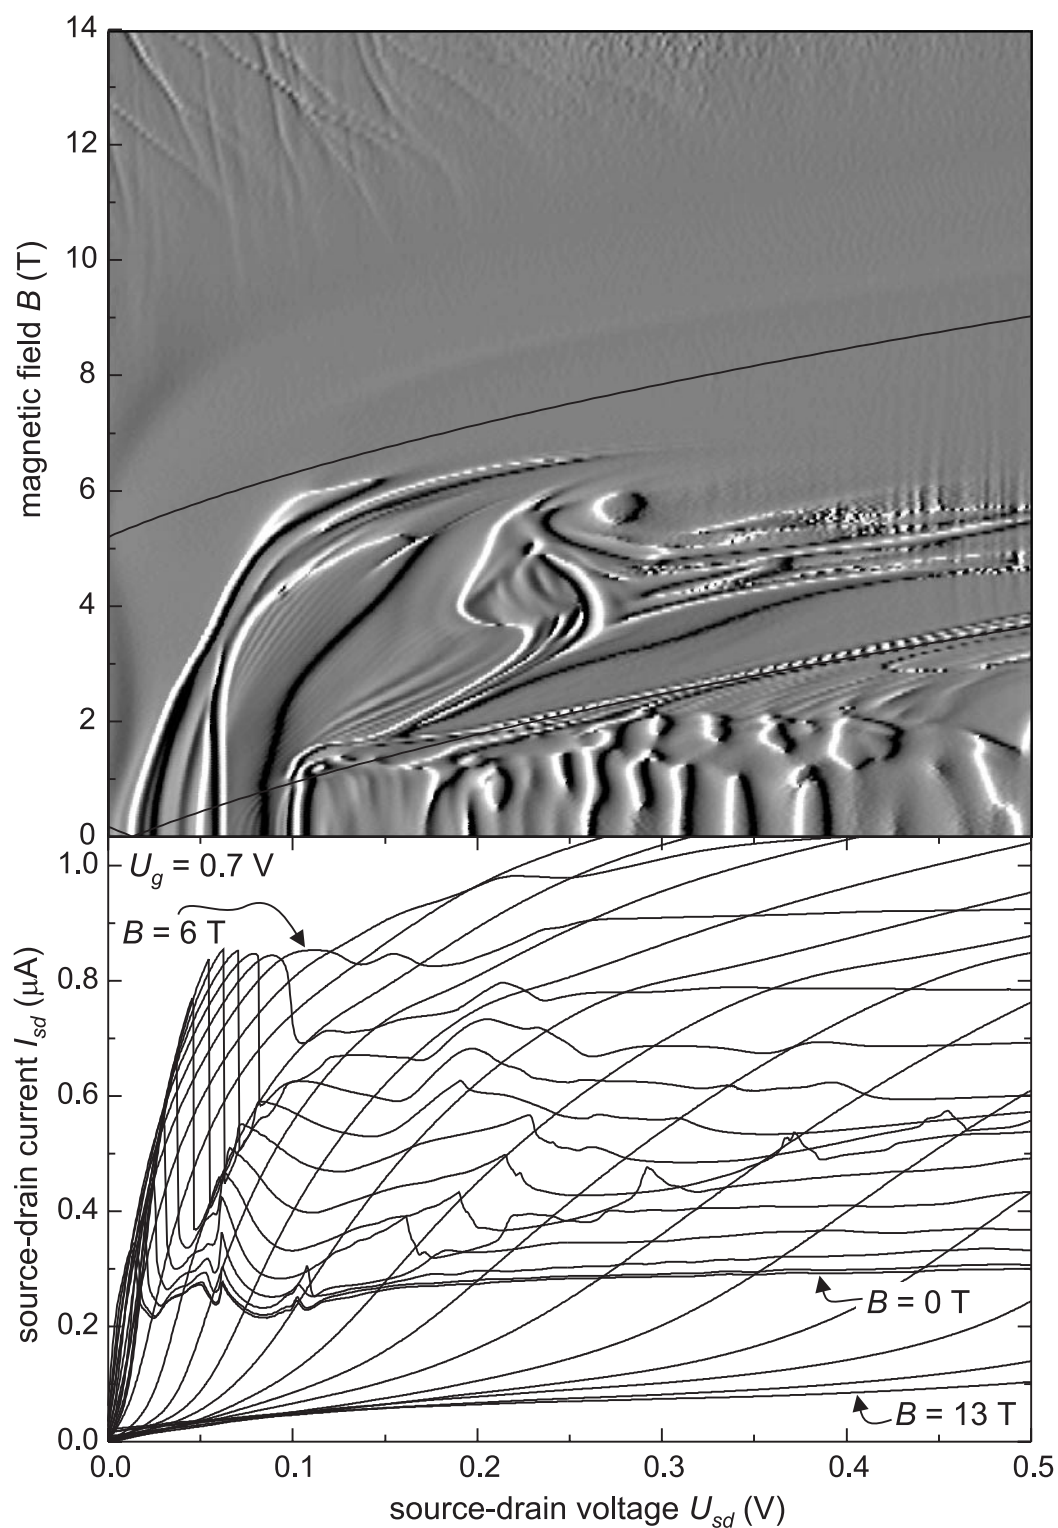 14
12
10
8
6
4
2
0
magnetic field B (T)
U_g = 0.7 V
B = 6 T
1.0
0.8
0.6
0.4
0.2
0.0
source-drain current I_sd (μA)
B = 0 T
B = 13 T
0.0 0.1 0.2 0.3 0.4 0.5
source-drain voltage U_sd (V)